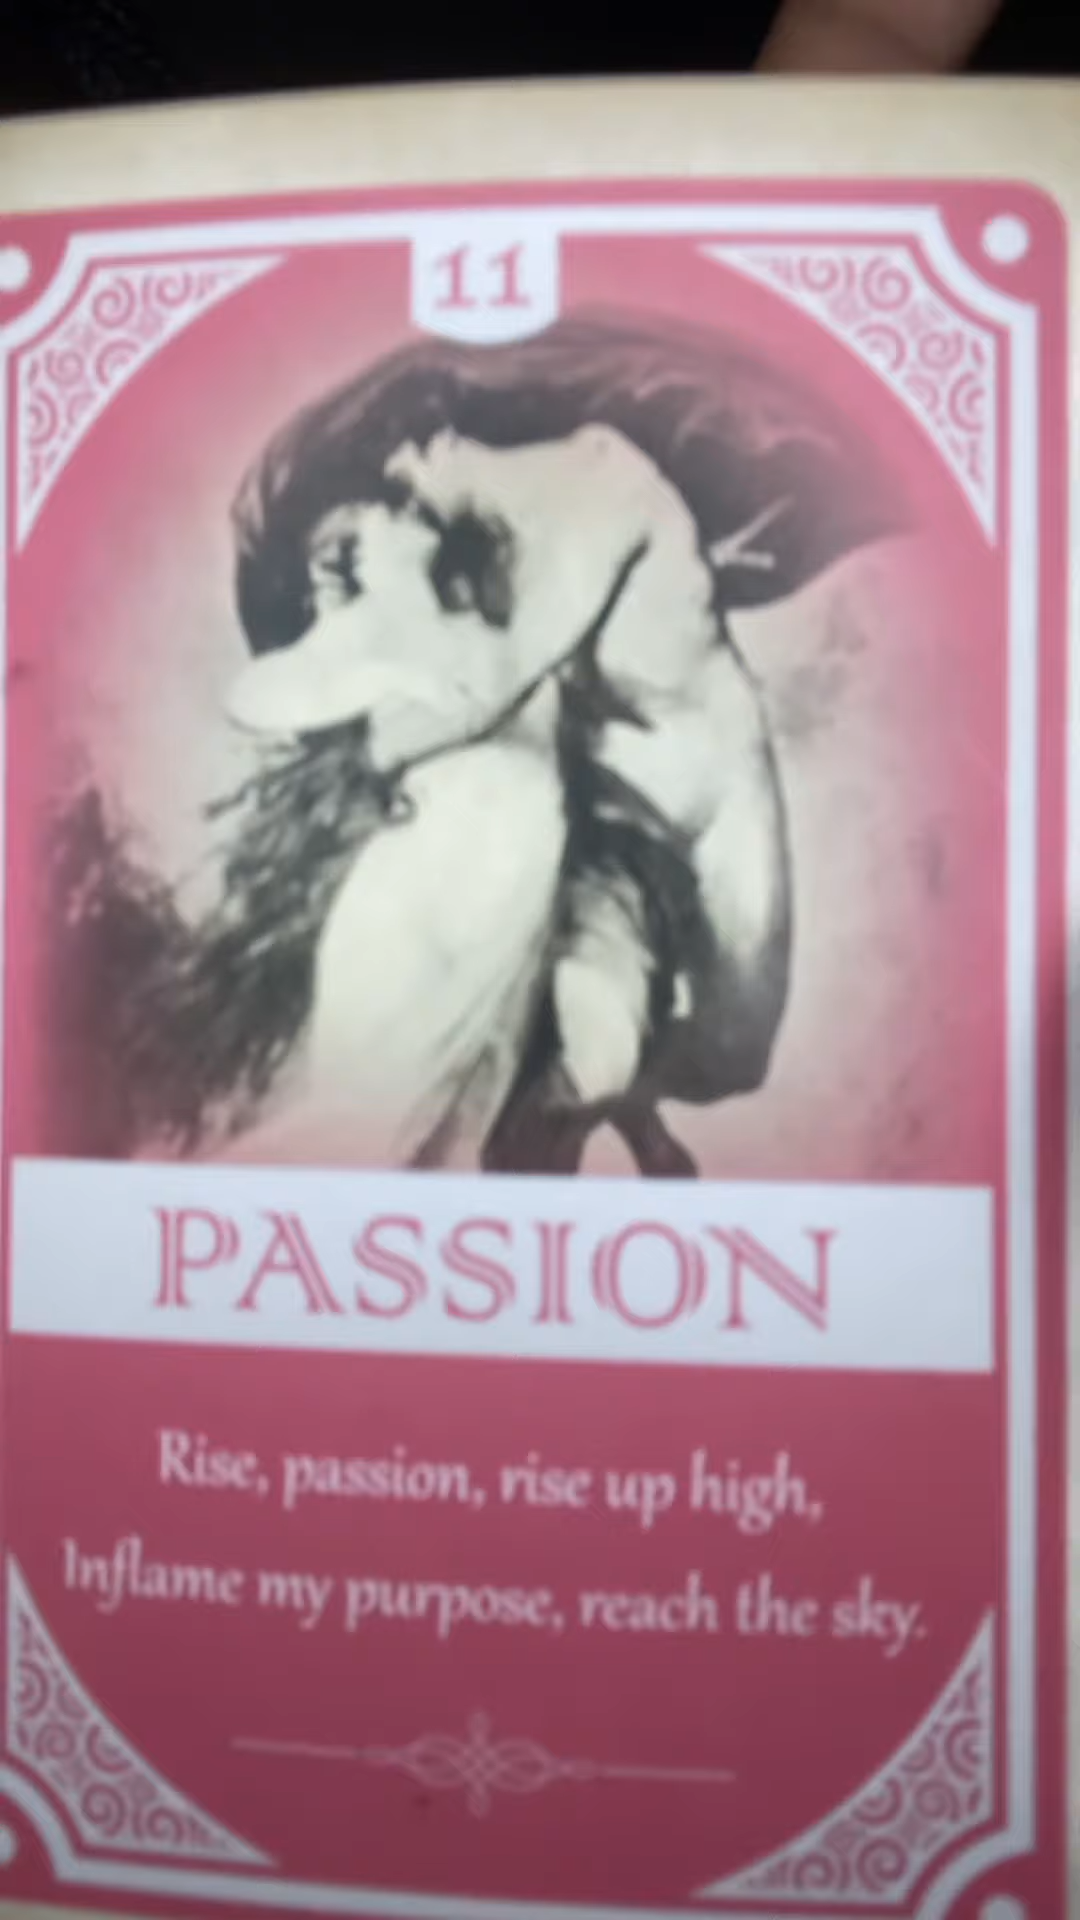 11
PASSION
Rise, passion, rise up high,
Inflame my purpose, reach the sky.